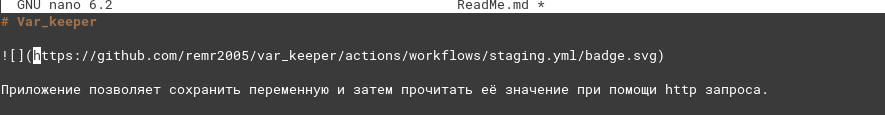 GNU nano 6.2 ReadMe.md *
# Var_keeper
![](https://github.com/remr2005/var_keeper/actions/workflows/staging.yml/badge.svg)
Приложение позволяет сохранить переменную и затем прочитать её значение при помощи http запроса.